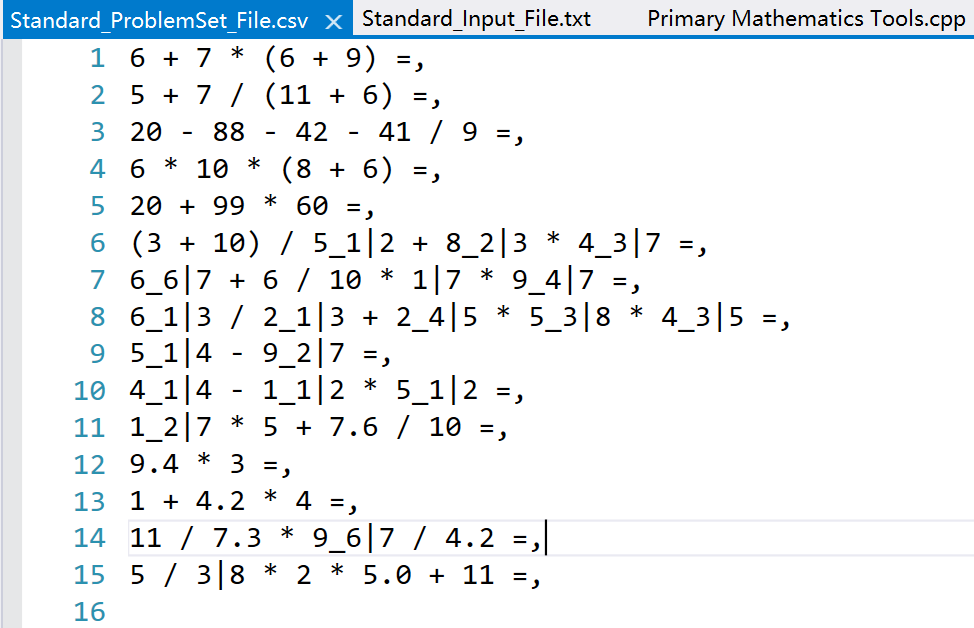 Standard_ProblemSet_File.csv × Standard_Input_File.txt Primary Mathematics Tools.cpp
1 6 + 7 * (6 + 9) =,
2 5 + 7 / (11 + 6) =,
3 20 - 88 - 42 - 41 / 9 =,
4 6 * 10 * (8 + 6) =,
5 20 + 99 * 60 =,
6 (3 + 10) / 5_1|2 + 8_2|3 * 4_3|7 =,
7 6_6|7 + 6 / 10 * 1|7 * 9_4|7 =,
8 6_1|3 / 2_1|3 + 2_4|5 * 5_3|8 * 4_3|5 =,
9 5_1|4 - 9_2|7 =,
10 4_1|4 - 1_1|2 * 5_1|2 =,
11 1_2|7 * 5 + 7.6 / 10 =,
12 9.4 * 3 =,
13 1 + 4.2 * 4 =,
14 11 / 7.3 * 9_6|7 / 4.2 =,
15 5 / 3|8 * 2 * 5.0 + 11 =,
16